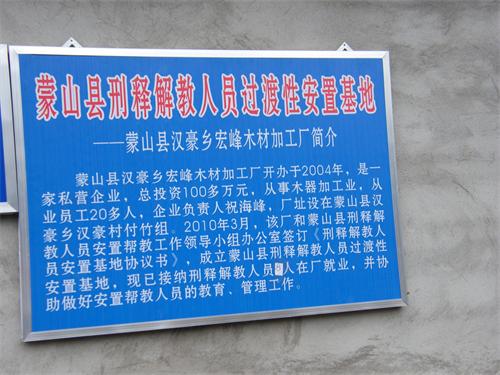 蒙山县刑释解教人员过渡性安置基地
——蒙山县汉豪乡宏峰木材加工厂简介
蒙山县汉豪乡宏峰木材加工厂开办于2004年，是一
家私营企业，总投资100多万元，从事木器加工业，从
业员工20多人，企业负责人祝海峰，厂址设在蒙山县汉
豪乡汉豪村付竹组。2010年3月，该厂和蒙山县刑释解
教人员安置帮教工作领导小组办公室签订《刑释解教人
员安置基地协议书》，成立蒙山县刑释解教人员过渡性
安置基地，现已接纳刑释解教人员人在厂就业，并协
助做好安置帮教人员的教育、管理工作。